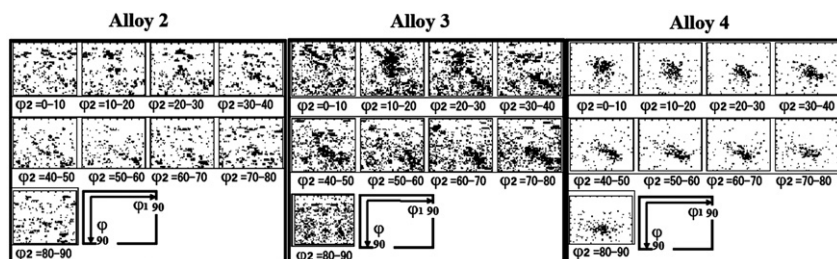 Alloy 2
φ2 =0-10 φ2 =10-20 φ2 =20-30 φ2 =30-40
φ2 =40-50 φ2 =50-60 φ2 =60-70 φ2 =70-80
φ1 90
φ
90
φ2 =80-90
Alloy 3
φ2 =0-10 φ2 =10-20 φ2 =20-30 φ2 =30-40
φ2 =40-50 φ2 =50-60 φ2 =60-70 φ2 =70-80
φ1 90
φ
90
φ2 =80-90
Alloy 4
φ2 =0-10 φ2 =10-20 φ2 =20-30 φ2 =30-40
φ2 =40-50 φ2 =50-60 φ2 =60-70 φ2 =70-80
φ1 90
φ
90
φ2 =80-90